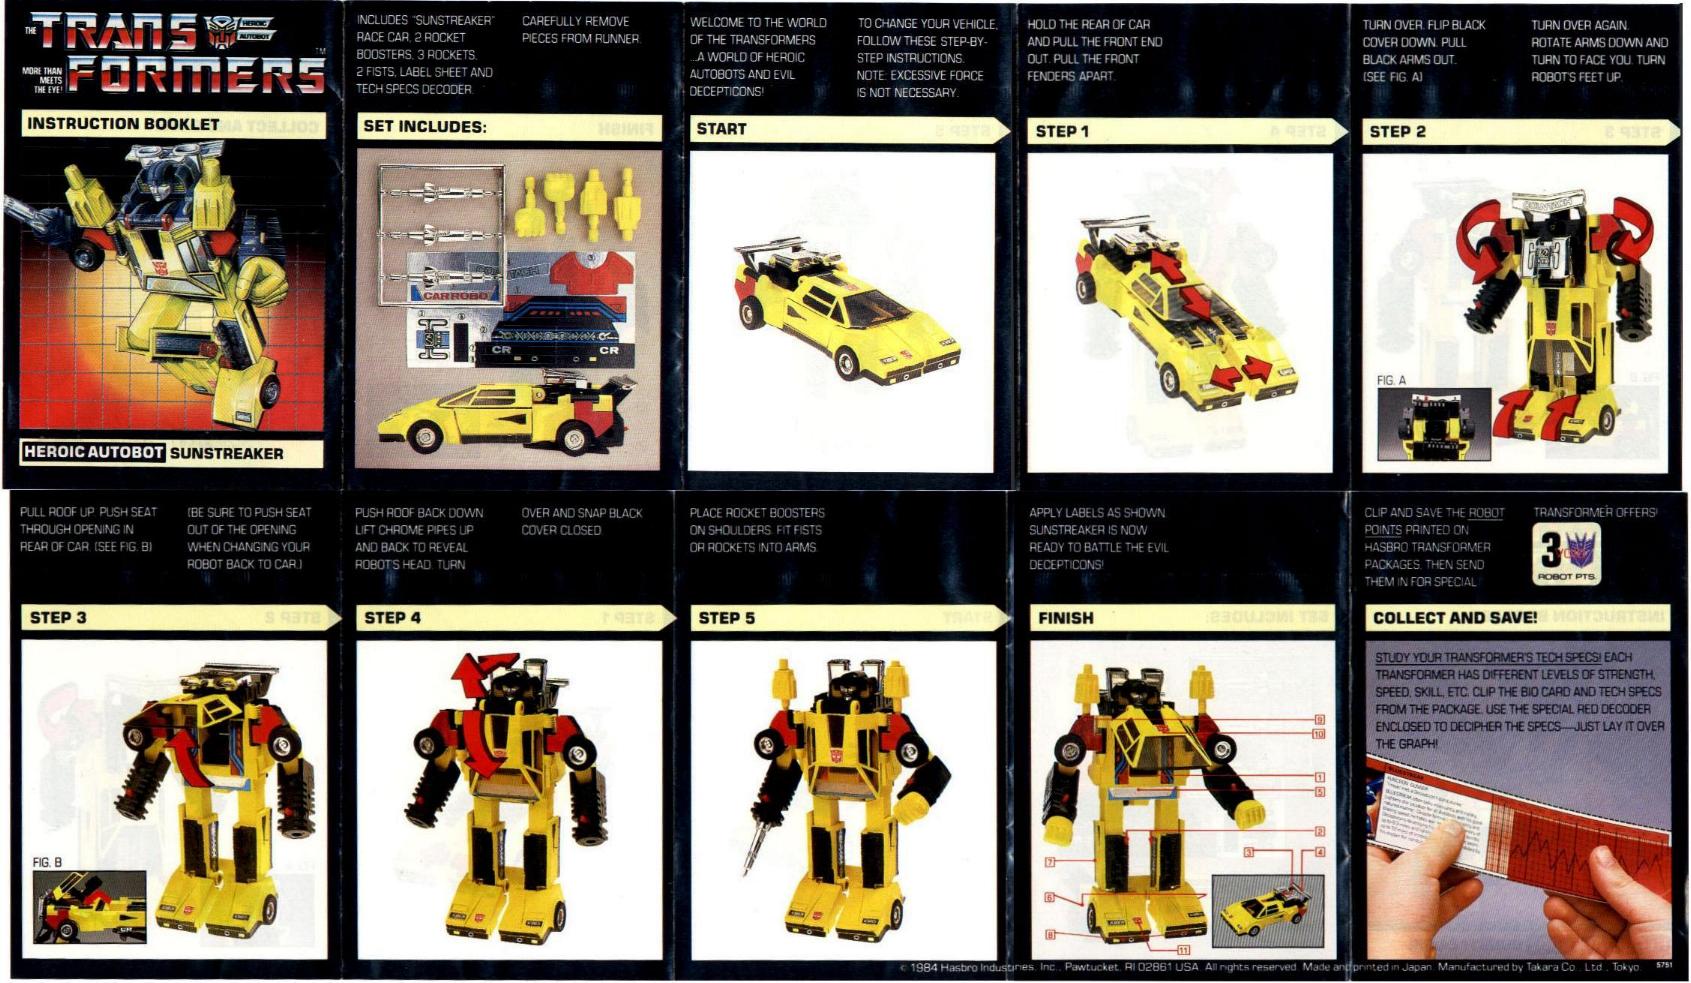 THE TRANSFORMERS
HEROIC
AUTOBOT
TM
MORE THAN
MEETS
THE EYE!
INSTRUCTION BOOKLET
HEROIC AUTOBOT SUNSTREAKER
INCLUDES "SUNSTREAKER"
RACE CAR, 2 ROCKET
BOOSTERS, 3 ROCKETS,
2 FISTS, LABEL SHEET AND
TECH SPECS DECODER.
CAREFULLY REMOVE
PIECES FROM RUNNER.
SET INCLUDES:
COUNTACH
CAR ROBO
CR
CR
WELCOME TO THE WORLD
OF THE TRANSFORMERS
...A WORLD OF HEROIC
AUTOBOTS AND EVIL
DECEPTICONS!
TO CHANGE YOUR VEHICLE,
FOLLOW THESE STEP-BY-
STEP INSTRUCTIONS.
NOTE: EXCESSIVE FORCE
IS NOT NECESSARY.
START
HOLD THE REAR OF CAR
AND PULL THE FRONT END
OUT. PULL THE FRONT
FENDERS APART.
STEP 1
TURN OVER. FLIP BLACK
COVER DOWN. PULL
BLACK ARMS OUT.
(SEE FIG. A)
TURN OVER AGAIN.
ROTATE ARMS DOWN AND
TURN TO FACE YOU. TURN
ROBOT'S FEET UP.
STEP 2
COUNTACH
FIG. A
PULL ROOF UP. PUSH SEAT
THROUGH OPENING IN
REAR OF CAR. (SEE FIG. B)
(BE SURE TO PUSH SEAT
OUT OF THE OPENING
WHEN CHANGING YOUR
ROBOT BACK TO CAR.)
STEP 3
FIG. B
CR
PUSH ROOF BACK DOWN.
LIFT CHROME PIPES UP
AND BACK TO REVEAL
ROBOT'S HEAD. TURN
OVER AND SNAP BLACK
COVER CLOSED.
STEP 4
PLACE ROCKET BOOSTERS
ON SHOULDERS. FIT FISTS
OR ROCKETS INTO ARMS.
STEP 5
APPLY LABELS AS SHOWN.
SUNSTREAKER IS NOW
READY TO BATTLE THE EVIL
DECEPTICONS!
FINISH
9
10
1
5
2
3
4
7
6
8
11
CLIP AND SAVE THE ROBOT
POINTS PRINTED ON
HASBRO TRANSFORMER
PACKAGES, THEN SEND
THEM IN FOR SPECIAL
TRANSFORMER OFFERS!
3
ROBOT PTS.
COLLECT AND SAVE!
STUDY YOUR TRANSFORMER'S TECH SPECS! EACH
TRANSFORMER HAS DIFFERENT LEVELS OF STRENGTH,
SPEED, SKILL, ETC. CLIP THE BIO CARD AND TECH SPECS
FROM THE PACKAGE. USE THE SPECIAL RED DECODER
ENCLOSED TO DECIPHER THE SPECS—JUST LAY IT OVER
THE GRAPH!
© 1984 Hasbro Industries, Inc., Pawtucket, RI 02861 USA. All rights reserved. Made and printed in Japan. Manufactured by Takara Co., Ltd., Tokyo.
5751